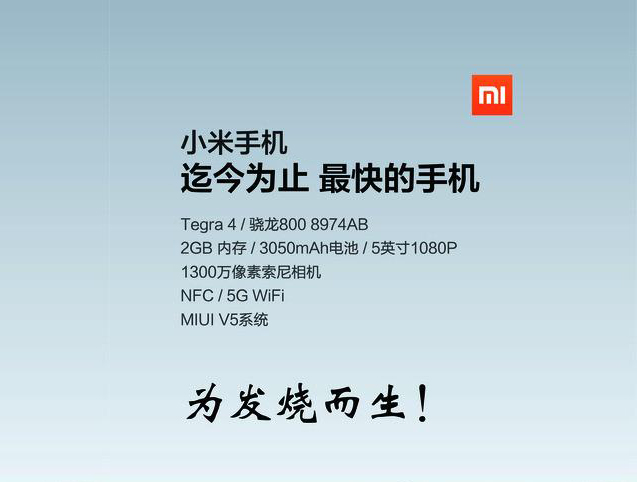 mi
小米手机
迄今为止 最快的手机
Tegra 4 / 骁龙800 8974AB
2GB 内存 / 3050mAh电池 / 5英寸1080P
1300万像素索尼相机
NFC / 5G WiFi
MIUI V5系统
为发烧而生！